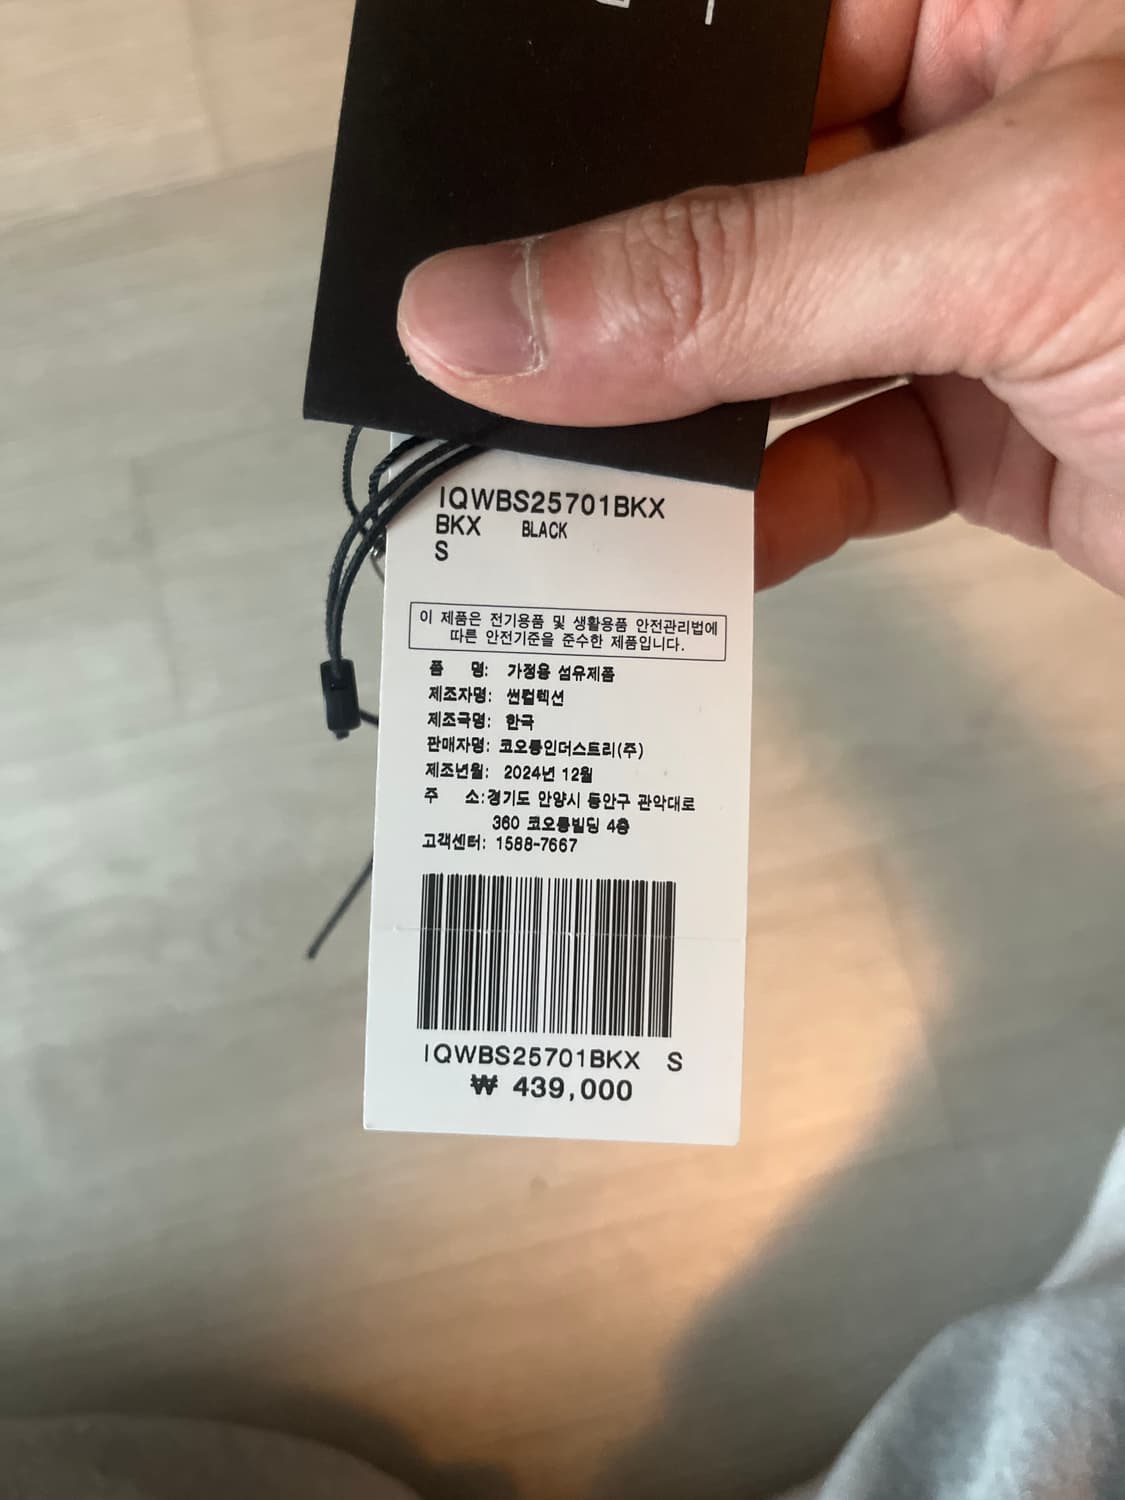 IQWBS25701BKX
BKX BLACK
S
이 제품은 전기용품 및 생활용품 안전관리법에
따른 안전기준을 준수한 제품입니다.
품 명: 가정용 섬유제품
제조자명: 썬컬렉션
제조국명: 한국
판매자명: 코오롱인더스트리(주)
제조년월: 2024년 12월
주 소:경기도 안양시 동안구 관악대로
360 코오롱빌딩 4층
고객센터: 1588-7667
IQWBS25701BKX S
₩ 439,000